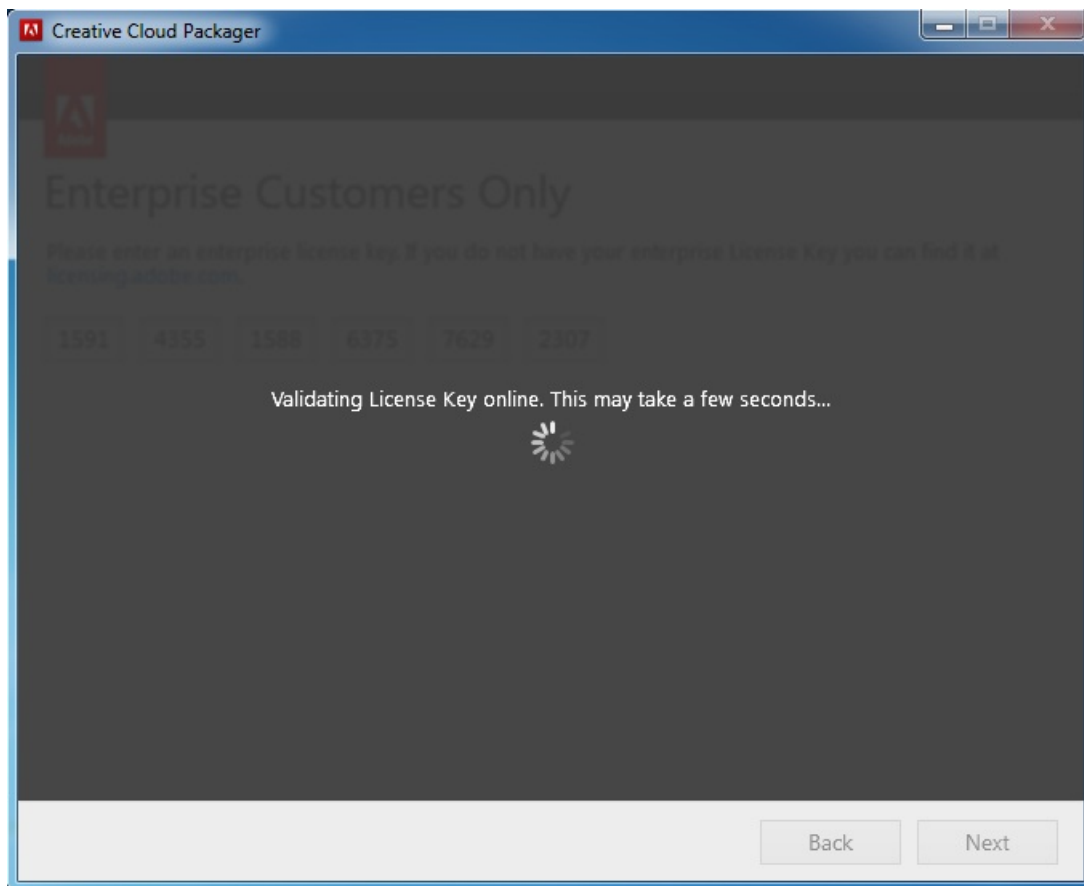 Creative Cloud Packager
Adobe
Enterprise Customers Only
Please enter an enterprise license key. If you do not have your enterprise License Key you can find it at
licensing.adobe.com.
1591 4355 1588 6375 7629 2307
Validating License Key online. This may take a few seconds...
Back Next